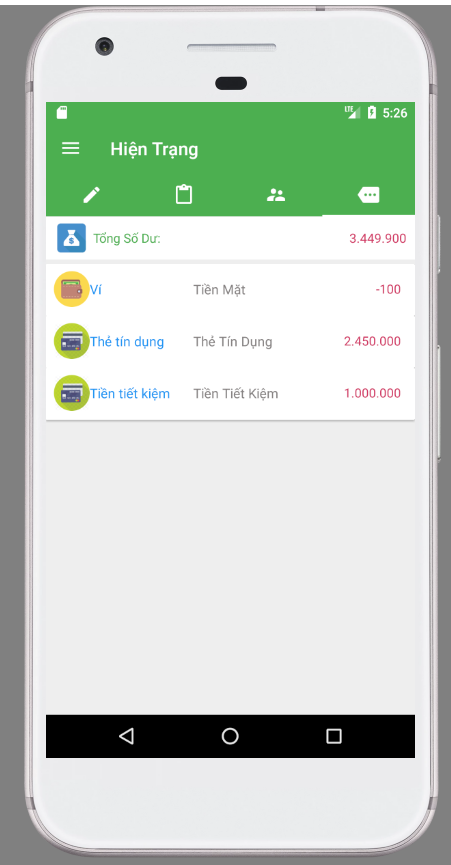 LTE 5:26
Hiện Trạng
Tổng Số Dư: 3.449.900
Ví Tiền Mặt -100
Thẻ tín dụng Thẻ Tín Dụng 2.450.000
Tiền tiết kiệm Tiền Tiết Kiệm 1.000.000